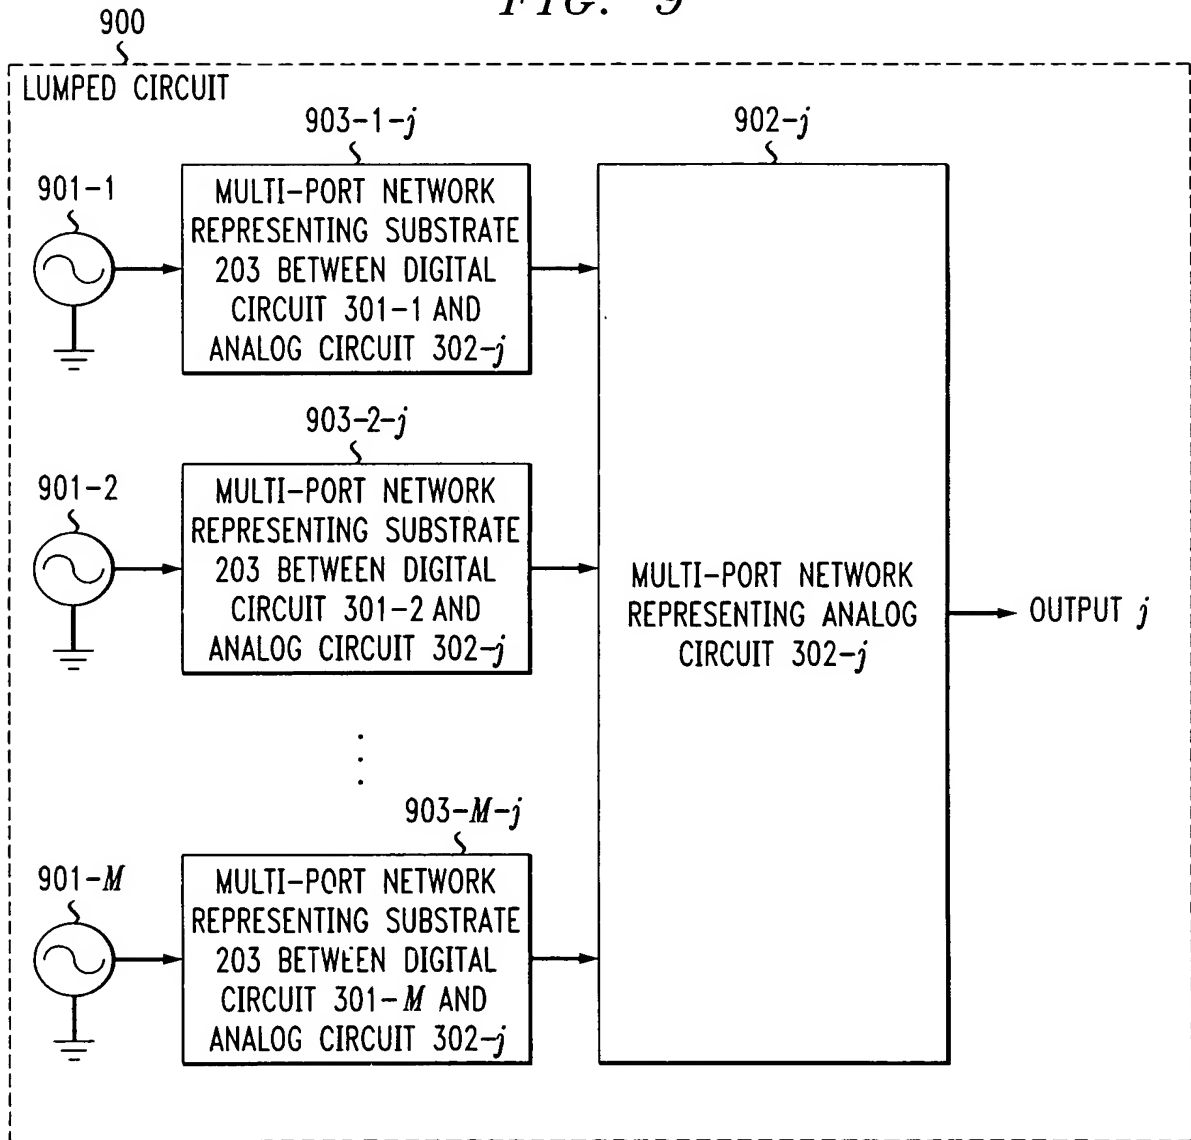 FIG. 9
900
LUMPED CIRCUIT
903-1-j
902-j
901-1
MULTI-PORT NETWORK
REPRESENTING SUBSTRATE
203 BETWEEN DIGITAL
CIRCUIT 301-1 AND
ANALOG CIRCUIT 302-j
903-2-j
901-2
MULTI-PORT NETWORK
REPRESENTING SUBSTRATE
203 BETWEEN DIGITAL
CIRCUIT 301-2 AND
ANALOG CIRCUIT 302-j
MULTI-PORT NETWORK
REPRESENTING ANALOG
CIRCUIT 302-j
OUTPUT j
903-M-j
901-M
MULTI-PORT NETWORK
REPRESENTING SUBSTRATE
203 BETWEEN DIGITAL
CIRCUIT 301-M AND
ANALOG CIRCUIT 302-j